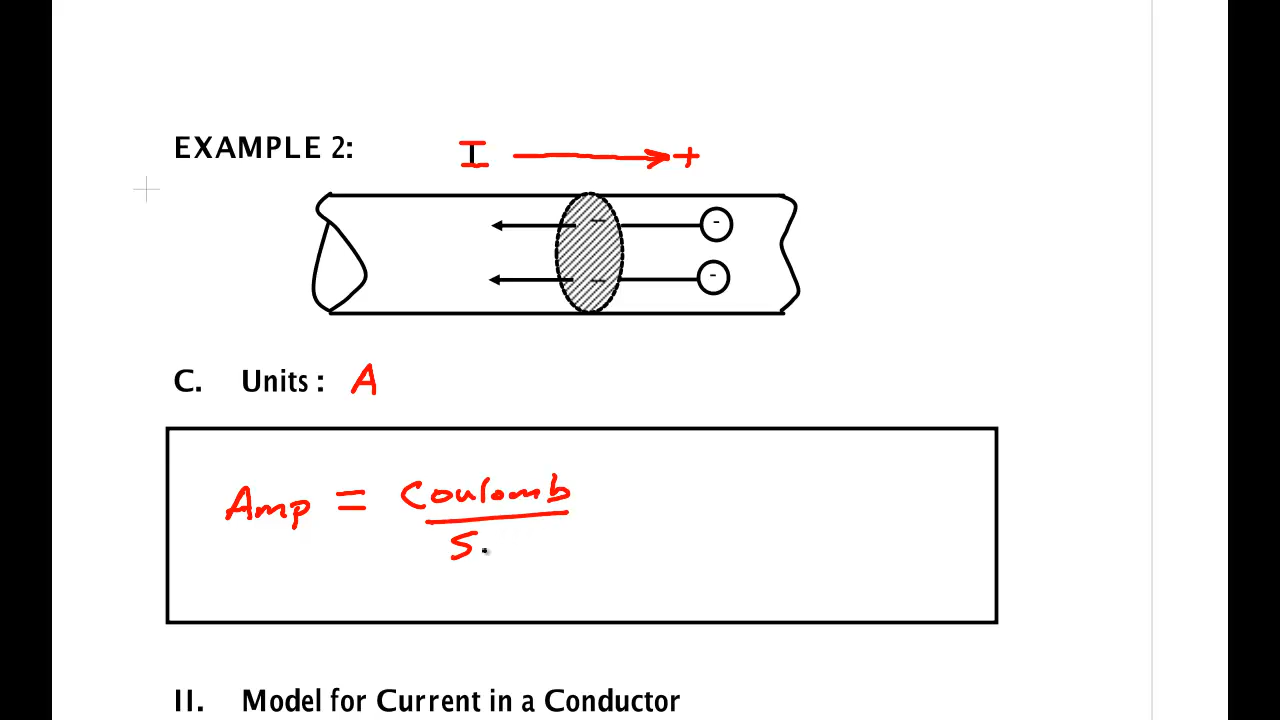 EXAMPLE 2: I +
- -
- -
C. Units : A
Amp = Coulomb
S
II. Model for Current in a Conductor